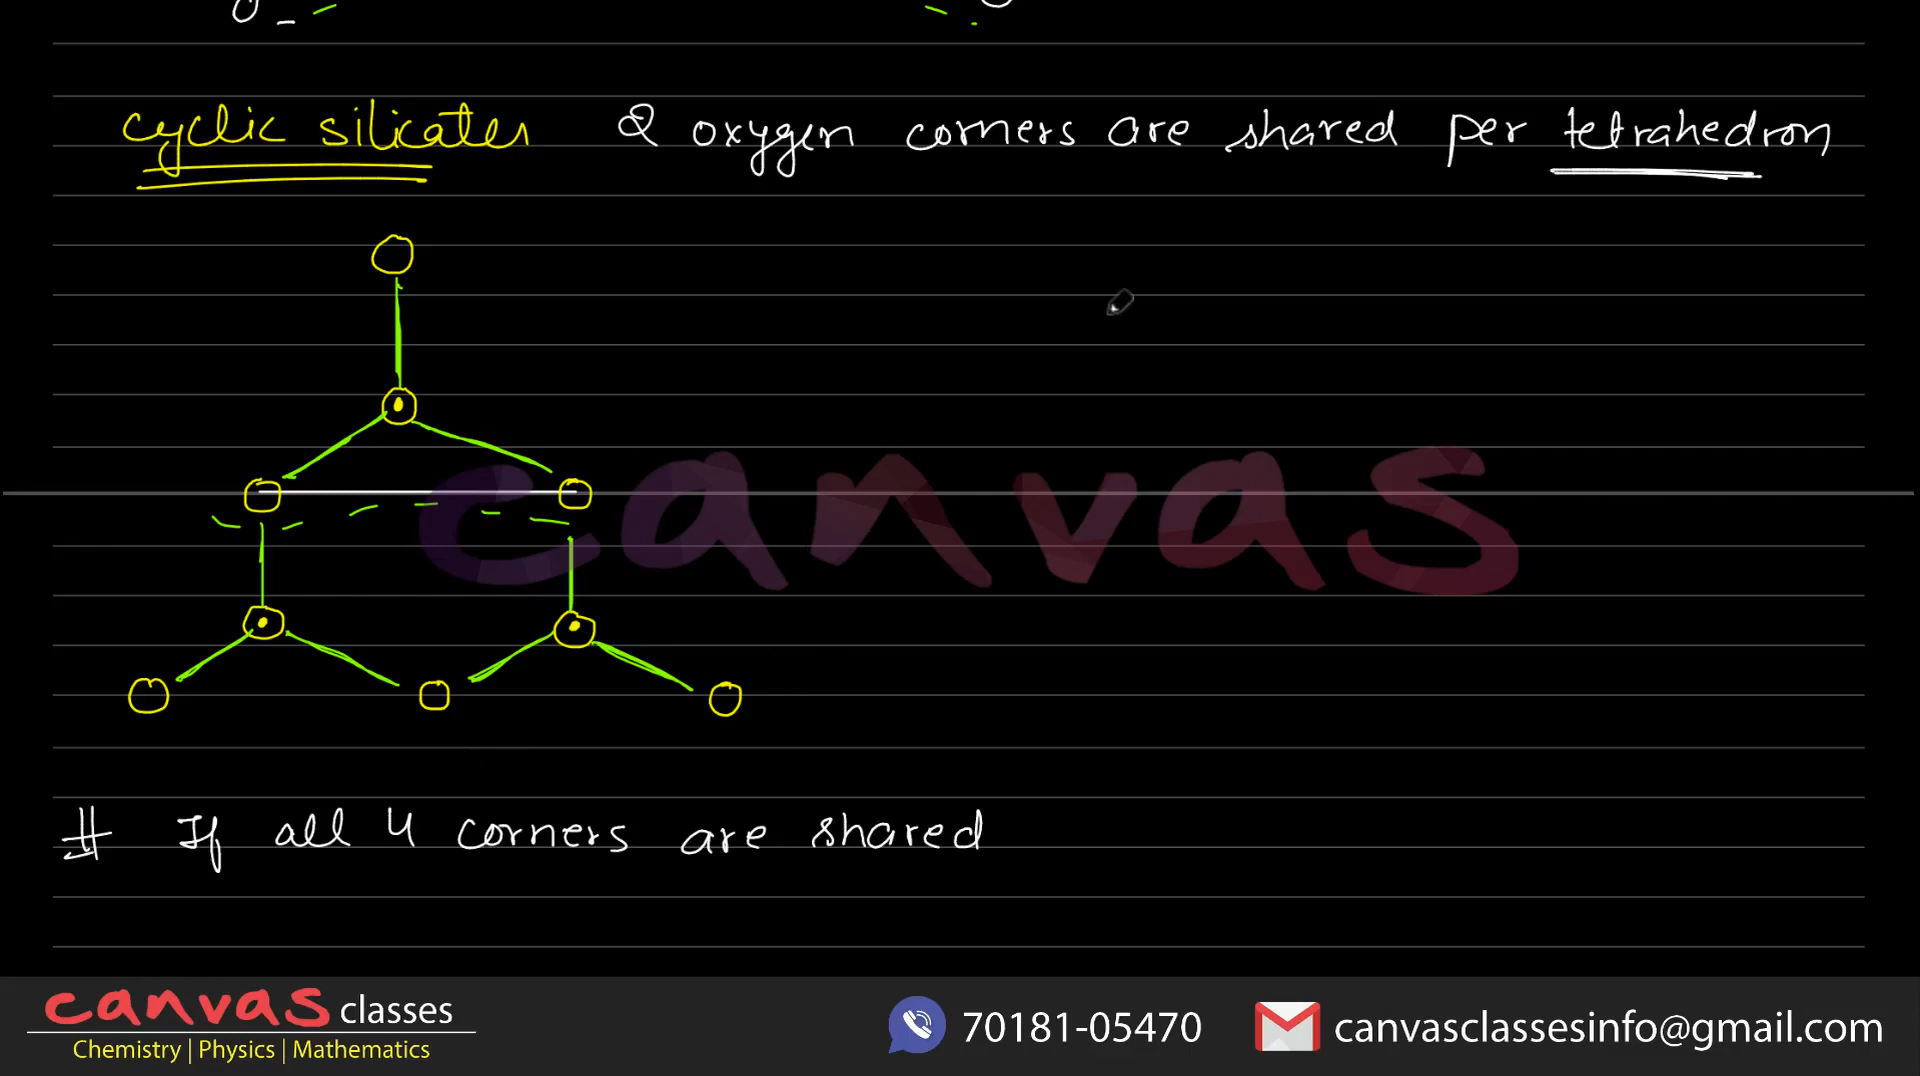 cyclic silicates 2 oxygen corners are shared per tetrahedron
canvas
# If all 4 corners are shared
canvas classes
Chemistry | Physics | Mathematics
70181-05470
canvasclassesinfo@gmail.com